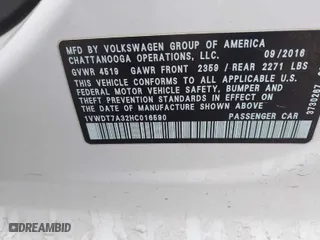 MFD BY VOLKSWAGEN GROUP OF AMERICA
CHATTANOOGA OPERATIONS, LLC. 09/2016
GVWR 4519 GAWR FRONT 2359 / REAR 2271 LBS
THIS VEHICLE CONFORMS TO ALL APPLICABLE
FEDERAL MOTOR VEHICLE SAFETY, BUMPER AND
THEFT PREVENTION STANDARDS IN EFFECT ON
THE DATE OF MANUFACTURE SHOWN ABOVE.
1VWDT7A32HC016590 PASSENGER CAR
3730287
© DREAMBID